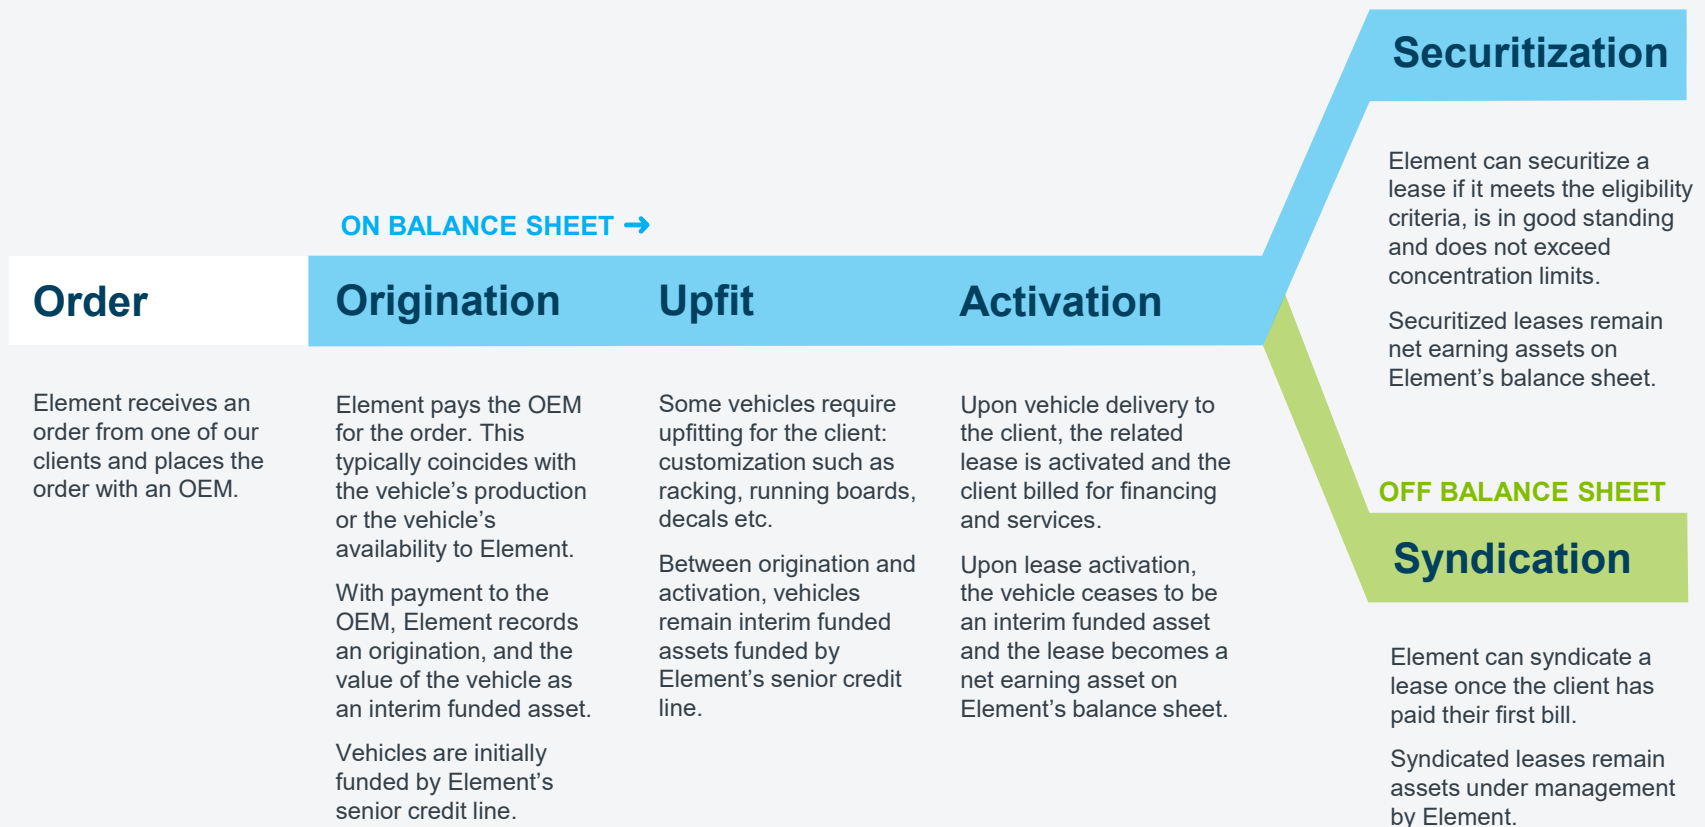 Securitization
Element can securitize a
lease if it meets the eligibility
criteria, is in good standing
and does not exceed
concentration limits.
Securitized leases remain
net earning assets on
Element’s balance sheet.
ON BALANCE SHEET →
Order
Element receives an
order from one of our
clients and places the
order with an OEM.
Origination
Element pays the OEM
for the order. This
typically coincides with
the vehicle’s production
or the vehicle’s
availability to Element.
With payment to the
OEM, Element records
an origination, and the
value of the vehicle as
an interim funded asset.
Vehicles are initially
funded by Element’s
senior credit line.
Upfit
Some vehicles require
upfitting for the client:
customization such as
racking, running boards,
decals etc.
Between origination and
activation, vehicles
remain interim funded
assets funded by
Element’s senior credit
line.
Activation
Upon vehicle delivery to
the client, the related
lease is activated and the
client billed for financing
and services.
Upon lease activation,
the vehicle ceases to be
an interim funded asset
and the lease becomes a
net earning asset on
Element’s balance sheet.
OFF BALANCE SHEET
Syndication
Element can syndicate a
lease once the client has
paid their first bill.
Syndicated leases remain
assets under management
by Element.